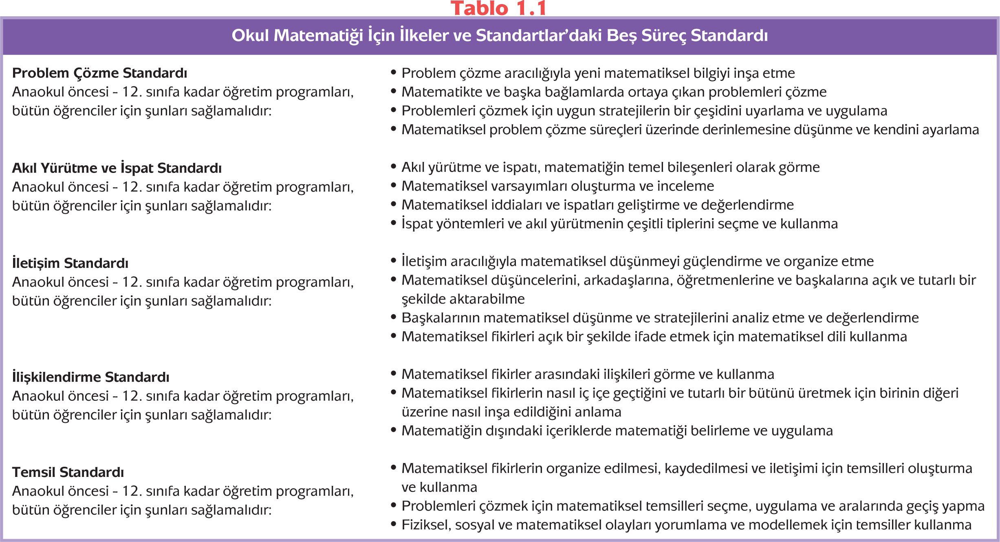 Tablo 1.1
Okul Matematiği İçin İlkeler ve Standartlar’daki Beş Süreç Standardı
Problem Çözme Standardı
Anaokul öncesi - 12. sınıfa kadar öğretim programları,
bütün öğrenciler için şunları sağlamalıdır:
• Problem çözme aracılığıyla yeni matematiksel bilgiyi inşa etme
• Matematikte ve başka bağlamlarda ortaya çıkan problemleri çözme
• Problemleri çözmek için uygun stratejilerin bir çeşidini uyarlama ve uygulama
• Matematiksel problem çözme süreçleri üzerinde derinlemesine düşünme ve kendini ayarlama
Akıl Yürütme ve İspat Standardı
Anaokul öncesi - 12. sınıfa kadar öğretim programları,
bütün öğrenciler için şunları sağlamalıdır:
• Akıl yürütme ve ispatı, matematiğin temel bileşenleri olarak görme
• Matematiksel varsayımları oluşturma ve inceleme
• Matematiksel iddiaları ve ispatları geliştirme ve değerlendirme
• İspat yöntemleri ve akıl yürütmenin çeşitli tiplerini seçme ve kullanma
İletişim Standardı
Anaokul öncesi - 12. sınıfa kadar öğretim programları,
bütün öğrenciler için şunları sağlamalıdır:
• İletişim aracılığıyla matematiksel düşünmeyi güçlendirme ve organize etme
• Matematiksel düşüncelerini, arkadaşlarına, öğretmenlerine ve başkalarına açık ve tutarlı bir
şekilde aktarabilme
• Başkalarının matematiksel düşünme ve stratejilerini analiz etme ve değerlendirme
• Matematiksel fikirleri açık bir şekilde ifade etmek için matematiksel dili kullanma
İlişkilendirme Standardı
Anaokul öncesi - 12. sınıfa kadar öğretim programları,
bütün öğrenciler için şunları sağlamalıdır:
• Matematiksel fikirler arasındaki ilişkileri görme ve kullanma
• Matematiksel fikirlerin nasıl iç içe geçtiğini ve tutarlı bir bütünü üretmek için birinin diğeri
üzerine nasıl inşa edildiğini anlama
• Matematiğin dışındaki içeriklerde matematiği belirleme ve uygulama
Temsil Standardı
Anaokul öncesi - 12. sınıfa kadar öğretim programları,
bütün öğrenciler için şunları sağlamalıdır:
• Matematiksel fikirlerin organize edilmesi, kaydedilmesi ve iletişimi için temsilleri oluşturma
ve kullanma
• Problemleri çözmek için matematiksel temsilleri seçme, uygulama ve aralarında geçiş yapma
• Fiziksel, sosyal ve matematiksel olayları yorumlama ve modellemek için temsiller kullanma